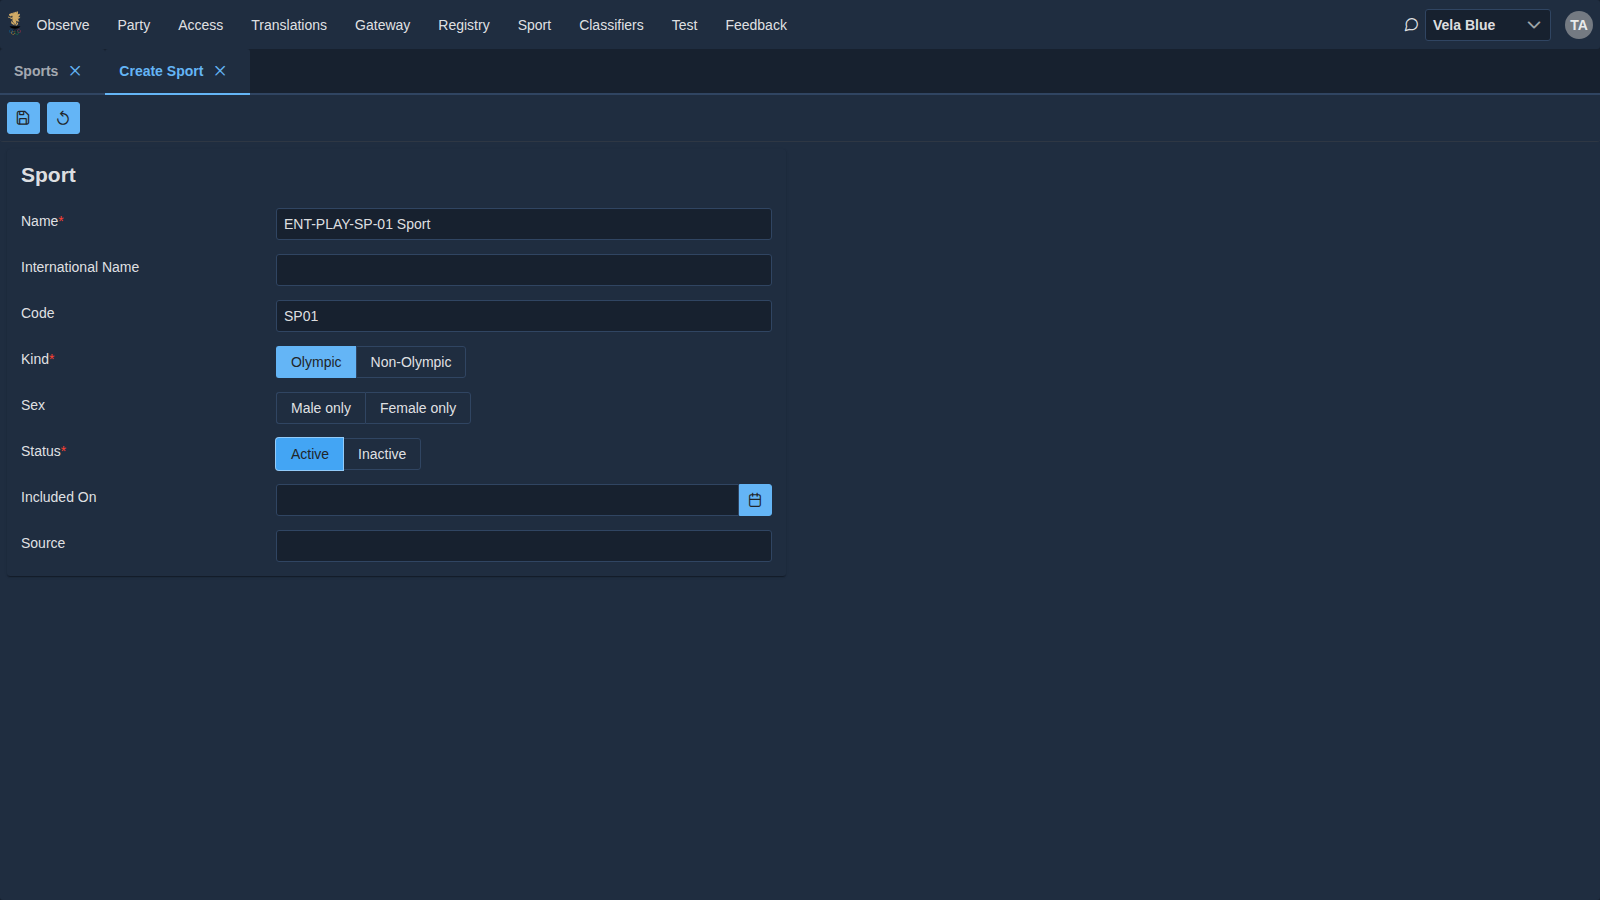 Observe Party Access Translations Gateway Registry Sport Classifiers Test Feedback Vela Blue TA
Sports Create Sport
Sport
Name* ENT-PLAY-SP-01 Sport
International Name
Code SP01
Kind* Olympic Non-Olympic
Sex Male only Female only
Status* Active Inactive
Included On
Source